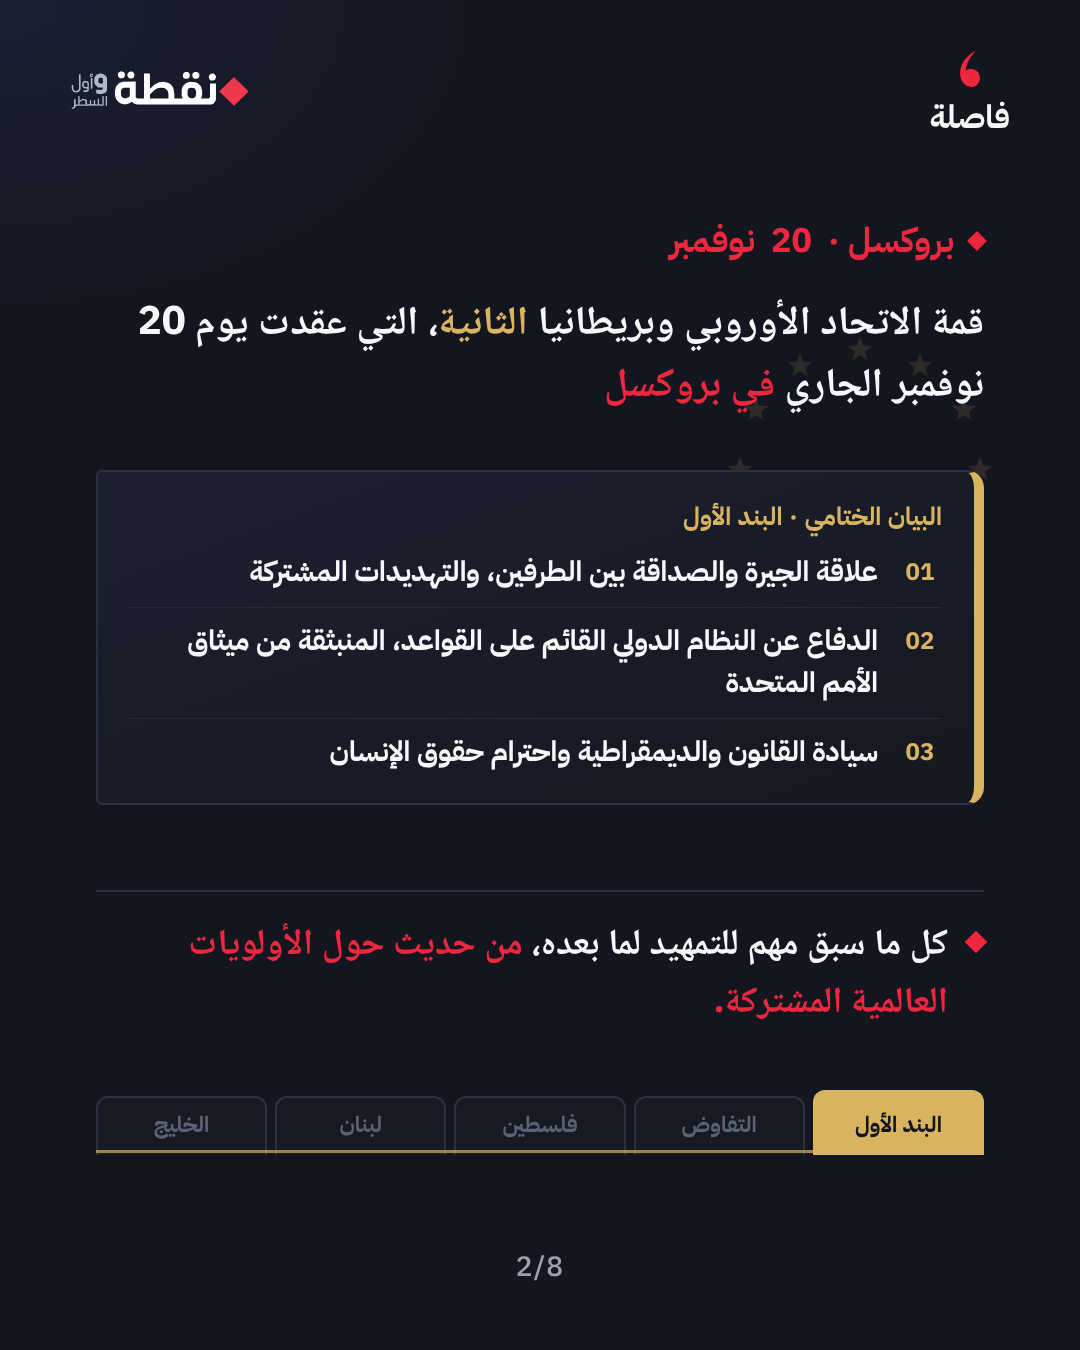 فاصلة
نقطة
وأول
السطر
بروكسل · 20 نوفمبر
قمة الاتحاد الأوروبي وبريطانيا الثانية، التي عقدت يوم 20
نوفمبر الجاري في بروكسل
البيان الختامي · البند الأول
01 علاقة الجيرة والصداقة بين الطرفين، والتهديدات المشتركة
02 الدفاع عن النظام الدولي القائم على القواعد، المنبثقة من ميثاق
الأمم المتحدة
03 سيادة القانون والديمقراطية واحترام حقوق الإنسان
كل ما سبق مهم للتمهيد لما بعده، من حديث حول الأولويات
العالمية المشتركة.
البند الأول
التفاوض
فلسطين
لبنان
الخليج
2/8